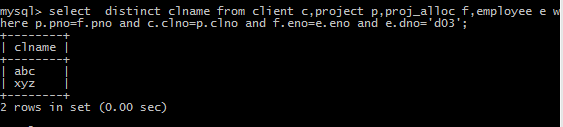 mysql> select  distinct clname from client c,project p,proj_alloc f,employee e w
here p.pno=f.pno and c.clno=p.clno and f.eno=e.eno and e.dno='d03';
+--------+
| clname |
+--------+
| abc    |
| xyz    |
+--------+
2 rows in set (0.00 sec)